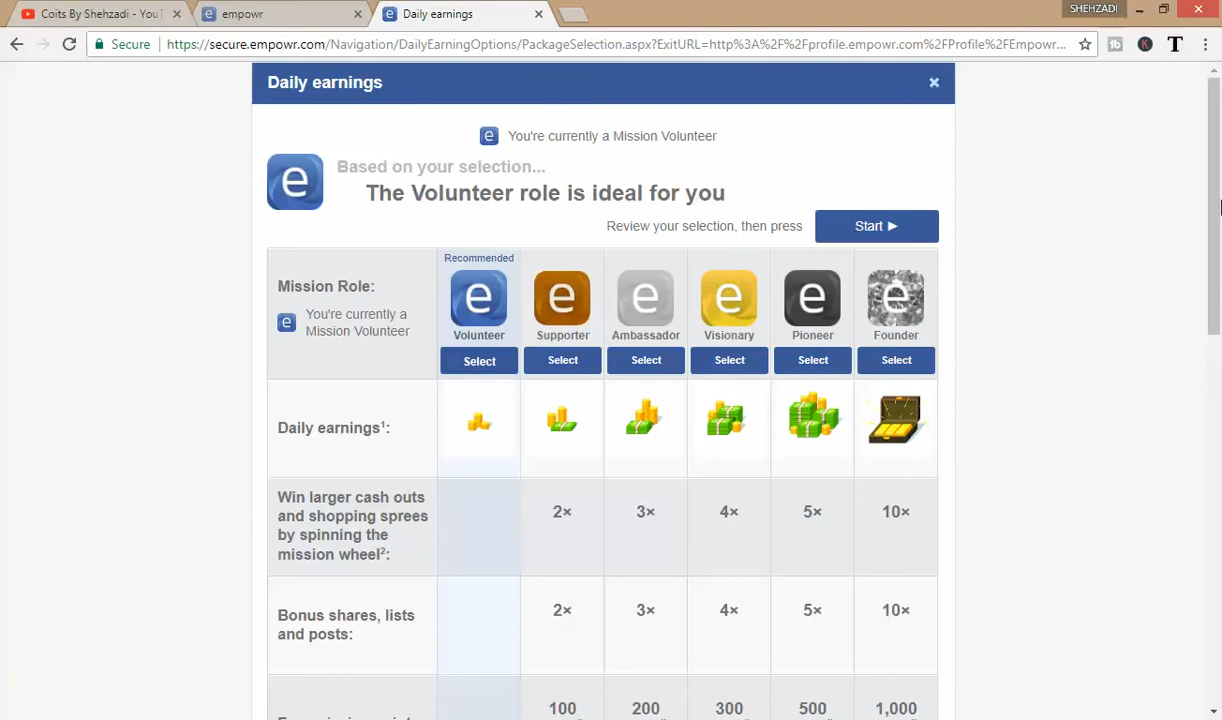 Coits By Shehzadi - You
empowr
Daily earnings
SHEHZADI
Secure
https://secure.empowr.com/Navigation/DailyEarningOptions/PackageSelection.aspx?ExitURL=http%3A%2F%2Fprofile.empowr.com%2FProfile%2FEmpowr...
Daily earnings
×
e You're currently a Mission Volunteer
e
Based on your selection...
The Volunteer role is ideal for you
Review your selection, then press Start ►
Mission Role:
e You're currently a
Mission Volunteer
Recommended
e e e e e e
Volunteer Supporter Ambassador Visionary Pioneer Founder
Select Select Select Select Select Select
Daily earnings¹:
Win larger cash outs
and shopping sprees
by spinning the
mission wheel²:
2× 3× 4× 5× 10×
Bonus shares, lists
and posts:
2× 3× 4× 5× 10×
100 200 300 500 1,000